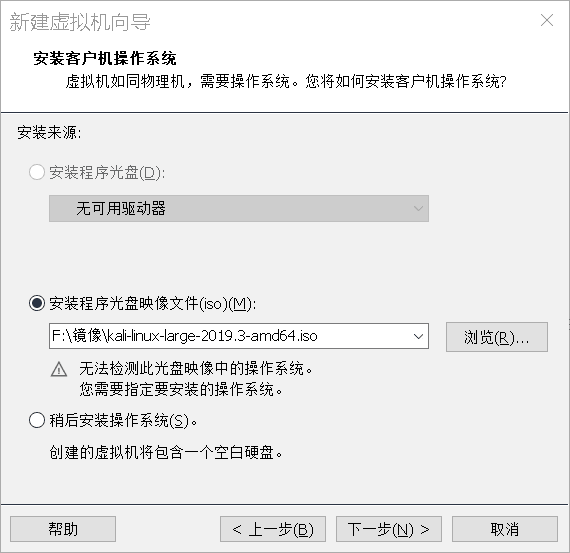 新建虚拟机向导
安装客户机操作系统
虚拟机如同物理机，需要操作系统。您将如何安装客户机操作系统?
安装来源:
安装程序光盘(D):
无可用驱动器
安装程序光盘映像文件(iso)(M):
F:\镜像\kali-linux-large-2019.3-amd64.iso
浏览(R)...
无法检测此光盘映像中的操作系统。
您需要指定要安装的操作系统。
稍后安装操作系统(S)。
创建的虚拟机将包含一个空白硬盘。
帮助
< 上一步(B)
下一步(N) >
取消